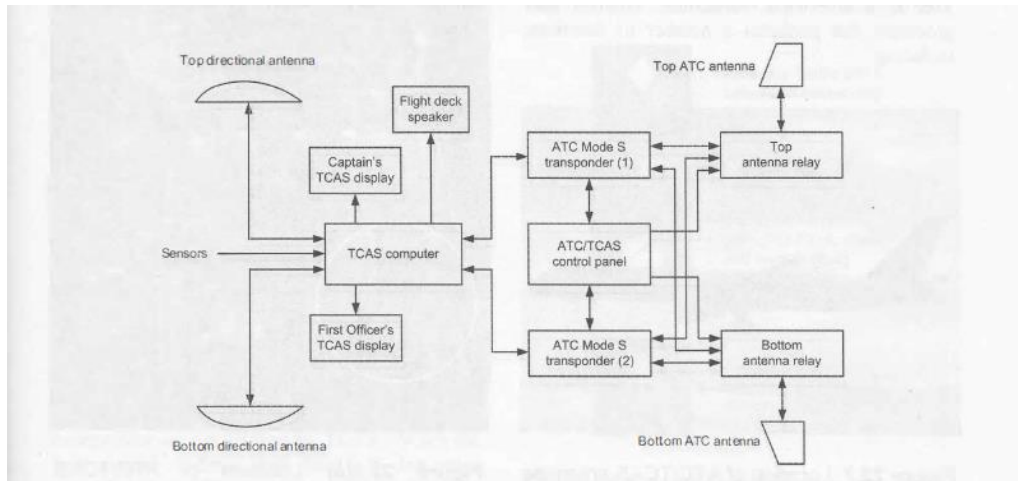 Top directional antenna
Top ATC antenna
Flight deck
speaker
Captain's
TCAS display
ATC Mode S
transponder (1)
Top
antenna relay
Sensors
TCAS computer
ATC/TCAS
control panel
First Officer's
TCAS display
ATC Mode S
transponder (2)
Bottom
antenna relay
Bottom directional antenna
Bottom ATC antenna